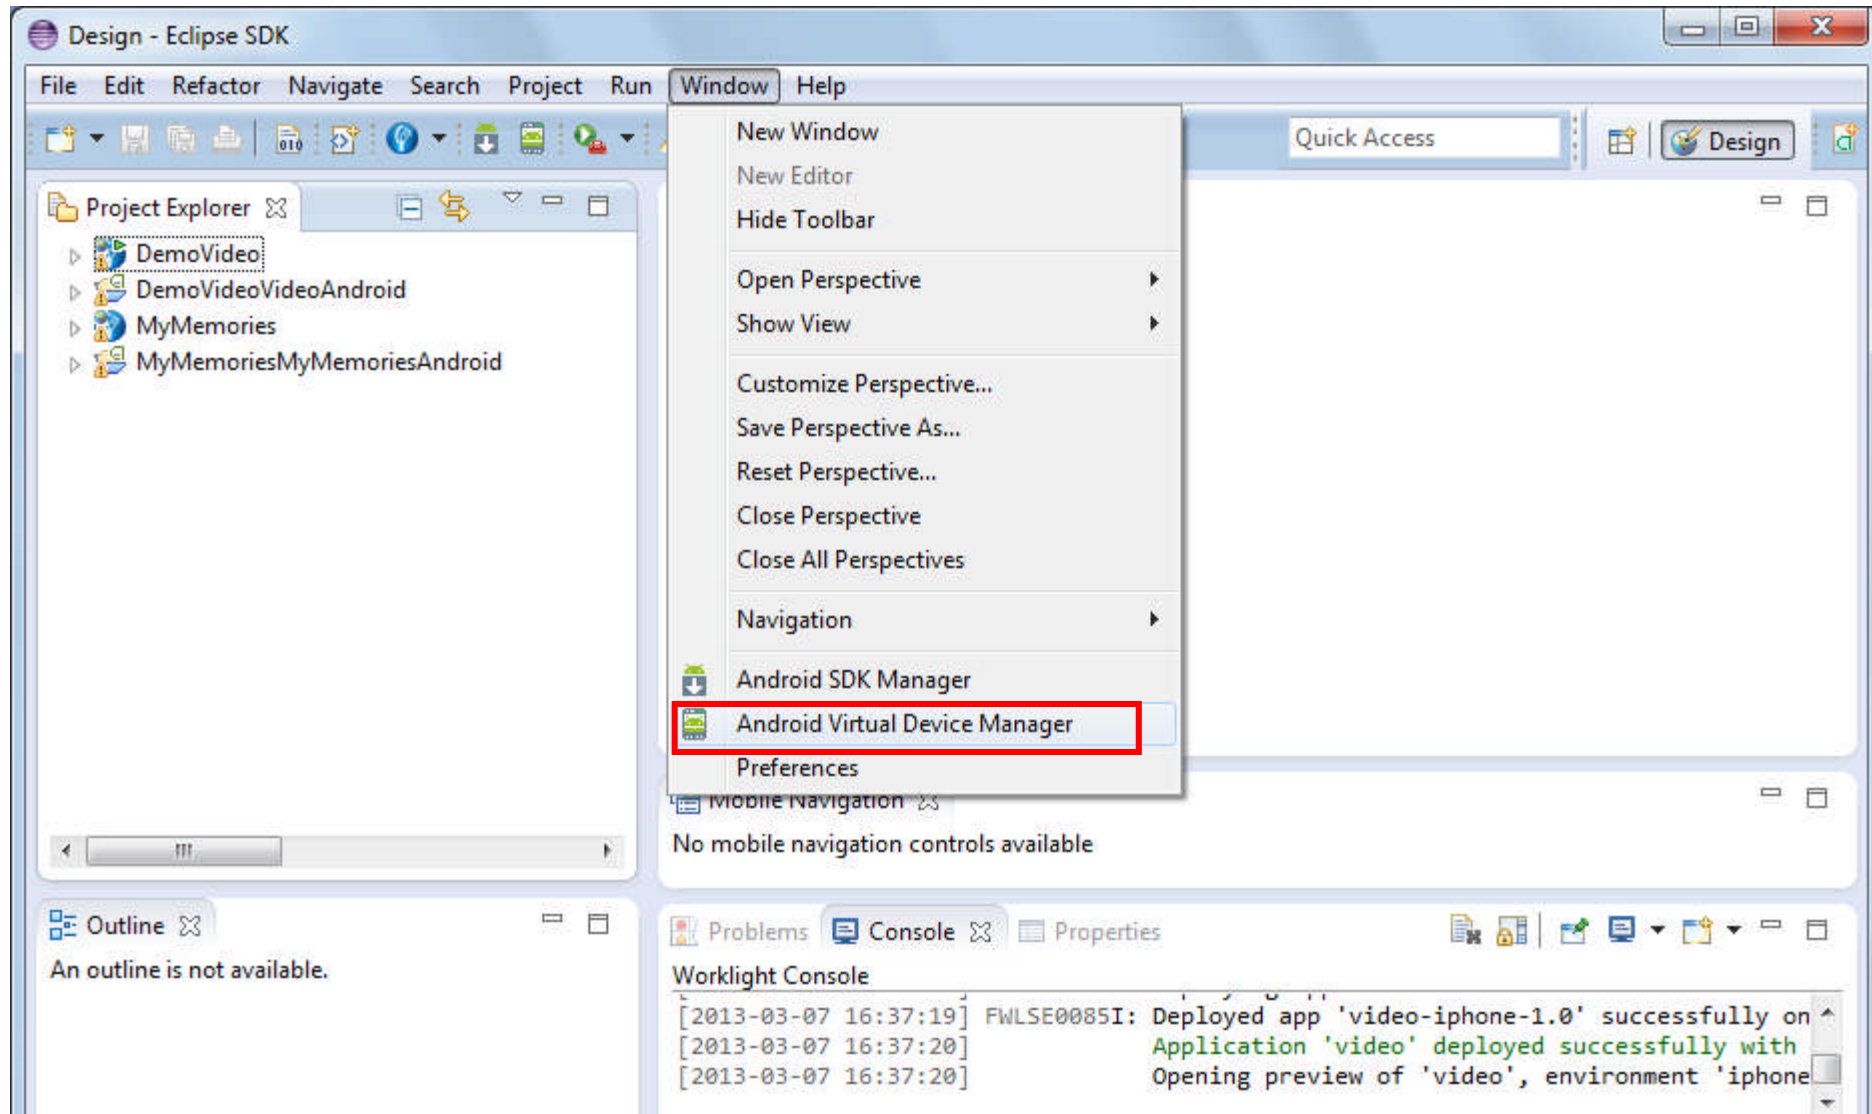 Design - Eclipse SDK
File Edit Refactor Navigate Search Project Run Window Help
Quick Access
Design
Project Explorer
DemoVideo
DemoVideoVideoAndroid
MyMemories
MyMemoriesMyMemoriesAndroid
New Window
New Editor
Hide Toolbar
Open Perspective
Show View
Customize Perspective...
Save Perspective As...
Reset Perspective...
Close Perspective
Close All Perspectives
Navigation
Android SDK Manager
Android Virtual Device Manager
Preferences
Mobile Navigation
No mobile navigation controls available
Outline
An outline is not available.
Problems Console Properties
Worklight Console
[2013-03-07 16:37:19] FWLSE0085I: Deployed app 'video-iphone-1.0' successfully on
[2013-03-07 16:37:20] Application 'video' deployed successfully with
[2013-03-07 16:37:20] Opening preview of 'video', environment 'iphone